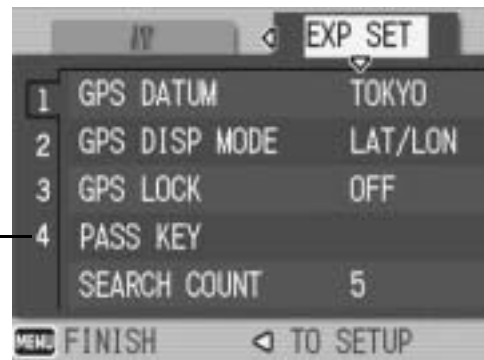 EXP SET
1 GPS DATUM TOKYO
2 GPS DISP MODE LAT/LON
3 GPS LOCK OFF
4 PASS KEY
SEARCH COUNT 5
MENU FINISH TO SETUP